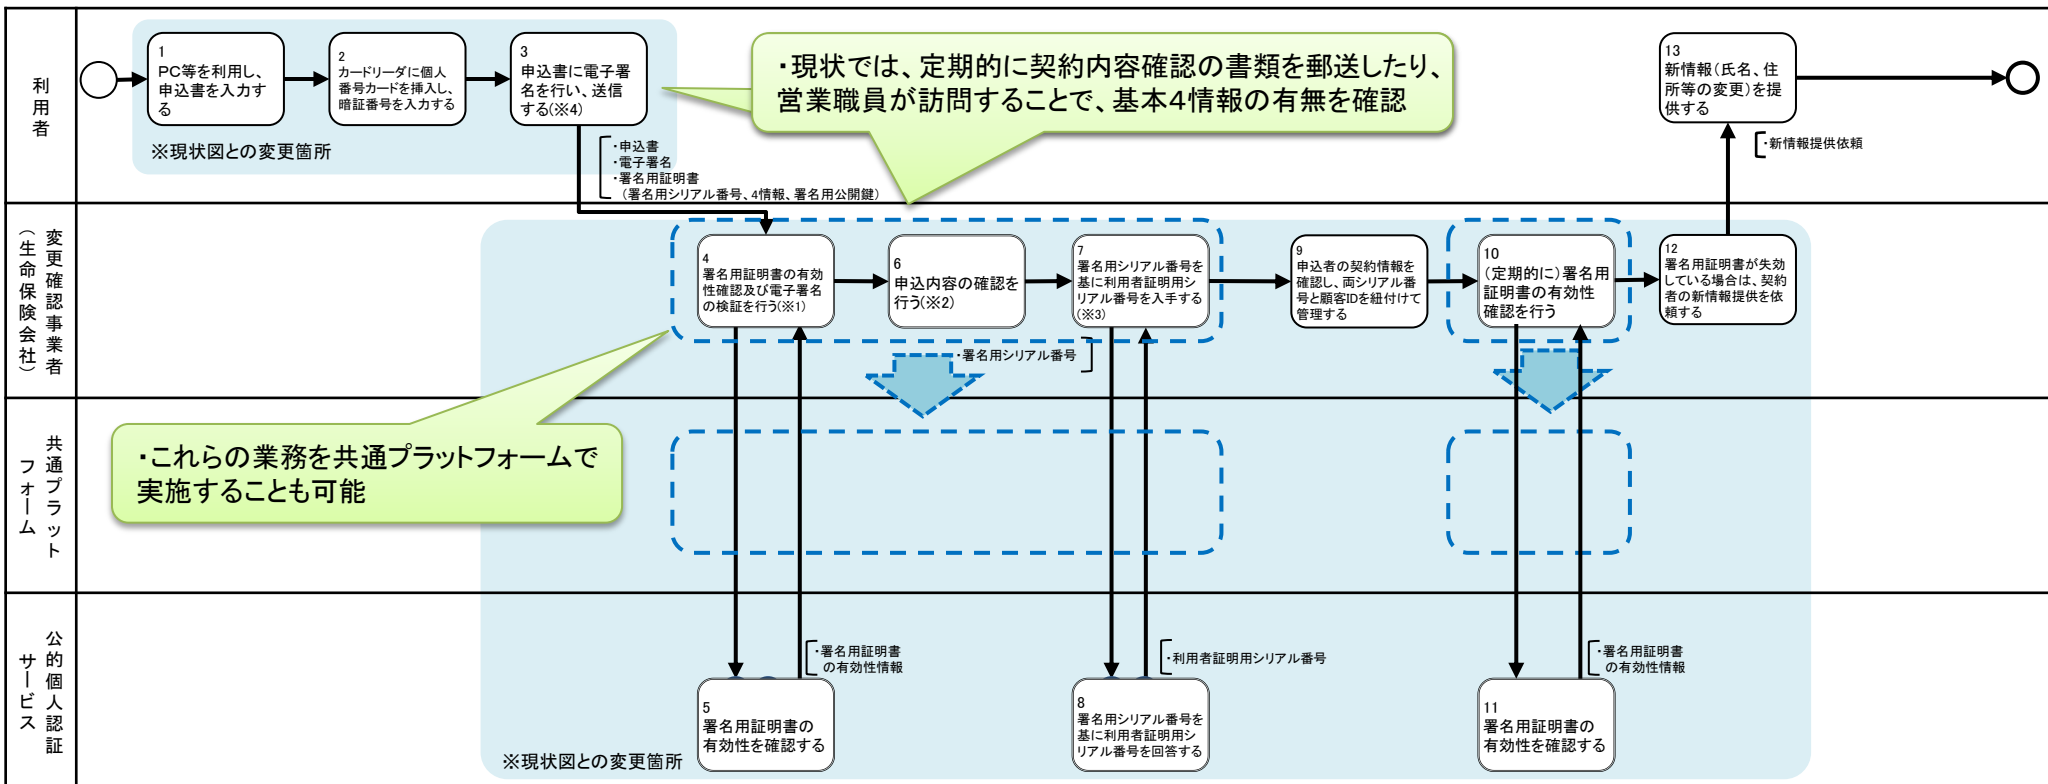 利用者
1
PC等を利用し、
申込書を入力す
る
2
カードリーダに個人
番号カードを挿入し、
暗証番号を入力する
3
申込書に電子署
名を行い、送信
する(※4)
※現状図との変更箇所
・現状では、定期的に契約内容確認の書類を郵送したり、
営業職員が訪問することで、基本4情報の有無を確認
13
新情報(氏名、住
所等の変更)を提
供する
・申込書
・電子署名
・署名用証明書
(署名用シリアル番号、4情報、署名用公開鍵)
・新情報提供依頼
変更確認事業者
(生命保険会社)
4
署名用証明書の有効
性確認及び電子署名
の検証を行う(※1)
6
申込内容の確認を
行う(※2)
7
署名用シリアル番号を
基に利用者証明用シ
リアル番号を入手する
(※3)
9
申込者の契約情報を
確認し、両シリアル番
号と顧客IDを紐付けて
管理する
10
(定期的に)署名用
証明書の有効性
確認を行う
12
署名用証明書が失効
している場合は、契約
者の新情報提供を依
頼する
・署名用シリアル番号
共通プラット
フォーム
・これらの業務を共通プラットフォームで
実施することも可能
公的個人認証
サービス
・署名用証明書
の有効性情報
・利用者証明用シリアル番号
・署名用証明書
の有効性情報
5
署名用証明書の
有効性を確認する
8
署名用シリアル番号を
基に利用者証明用シ
リアル番号を回答する
11
署名用証明書の
有効性を確認する
※現状図との変更箇所